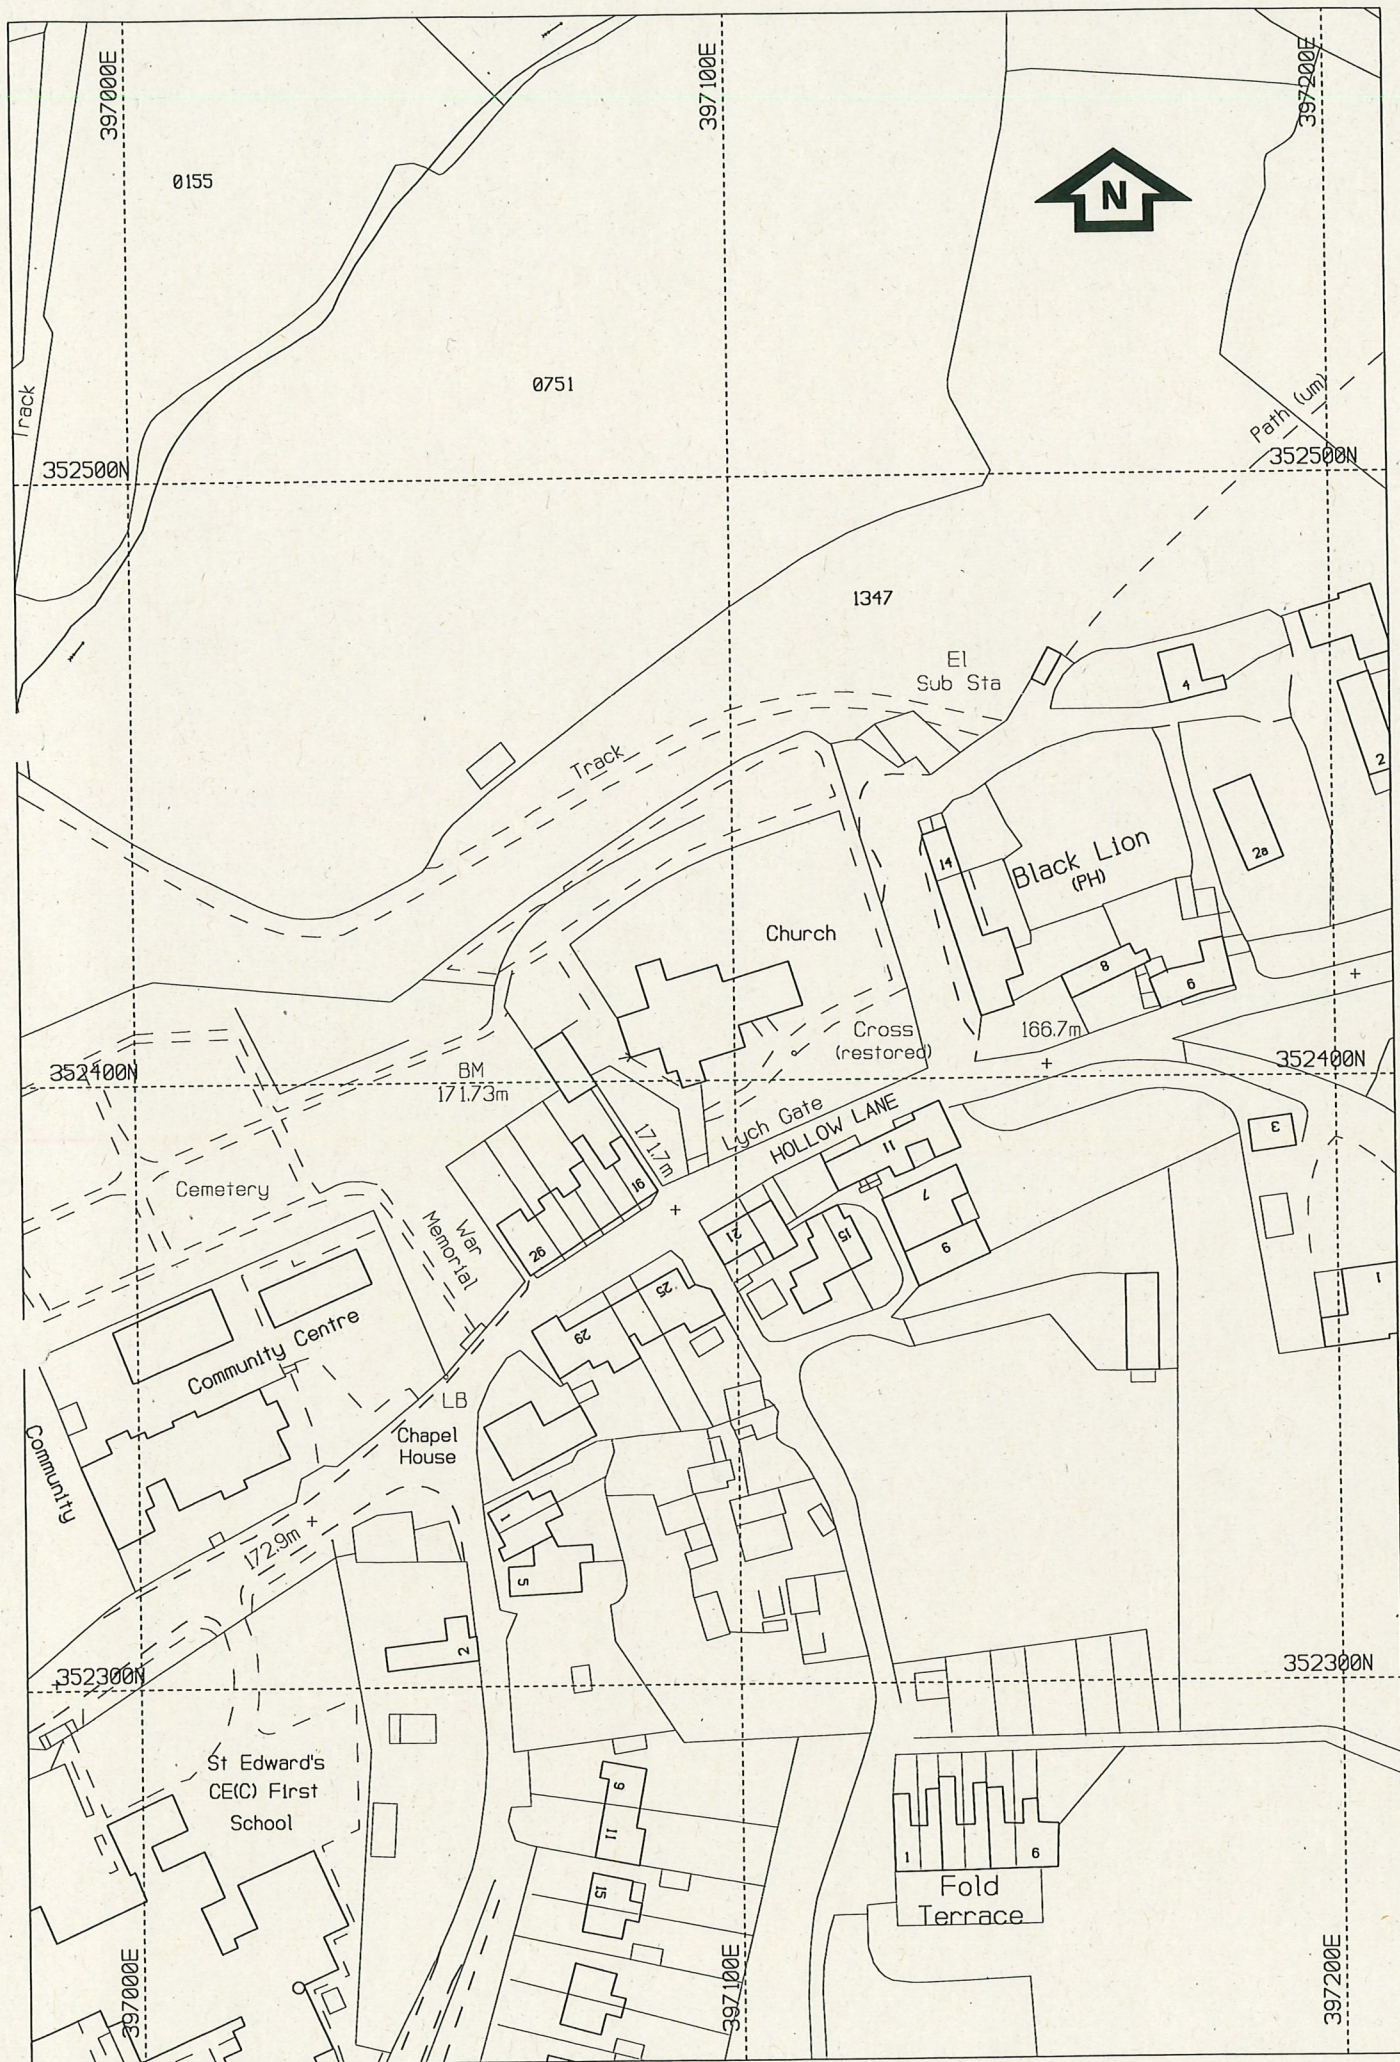 397000E
397100E
397200E
0155
N
0751
Track
Path (um)
352500N
352500N
1347
El
Sub Sta
4
2
Track
14
Black Lion
(PH)
2a
Church
8
6
Cross
(restored)
166.7m
352400N
BM
171.73m
352400N
Lych Gate
HOLLOW LANE
171.7m
11
3
Cemetery
War
Memorial
16
26
21
15
7
9
1
25
29
Community Centre
LB
Chapel
House
Community
172.9m
1
5
2
352300N
352300N
St Edward's
CE(C) First
School
9
11
15
1
6
Fold
Terrace
397000E
397100E
397200E